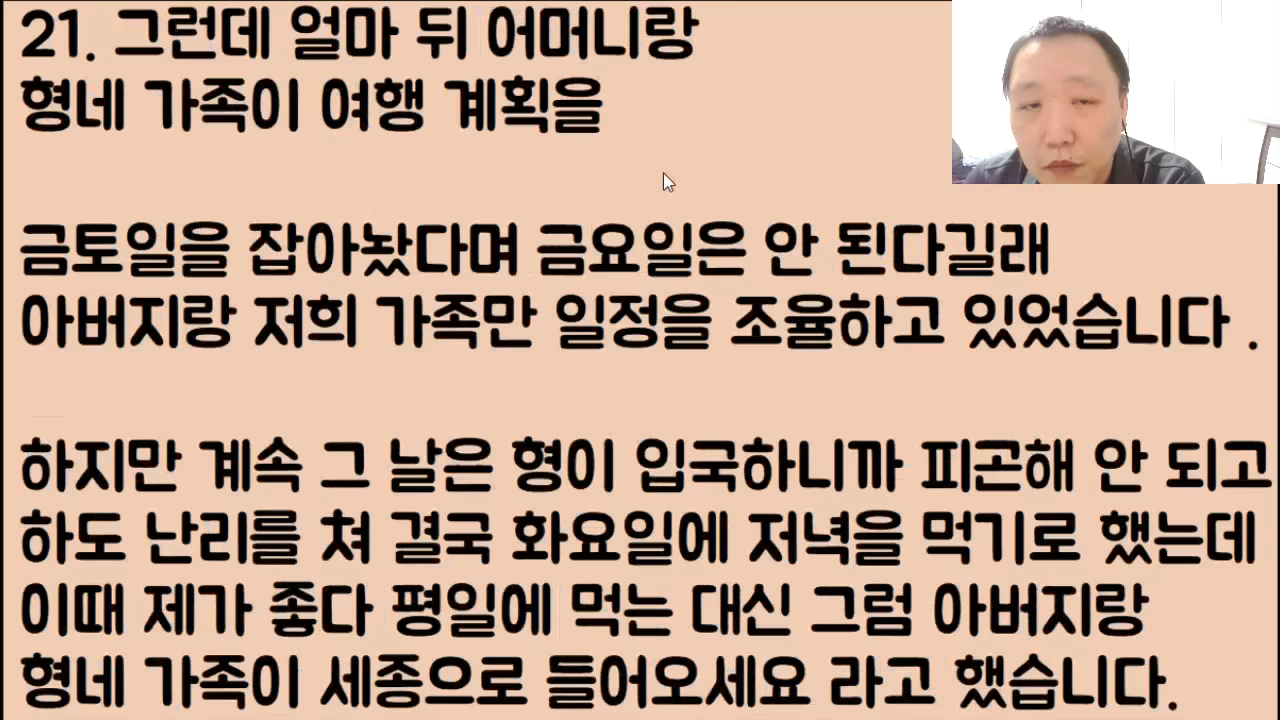 21. 그런데 얼마 뒤 어머니랑
형네 가족이 여행 계획을
금토일을 잡아놨다며 금요일은 안 된다길래
아버지랑 저희 가족만 일정을 조율하고 있었습니다 .
하지만 계속 그 날은 형이 입국하니까 피곤해 안 되고
하도 난리를 쳐 결국 화요일에 저녁을 먹기로 했는데
이때 제가 좋다 평일에 먹는 대신 그럼 아버지랑
형네 가족이 세종으로 들어오세요 라고 했습니다.